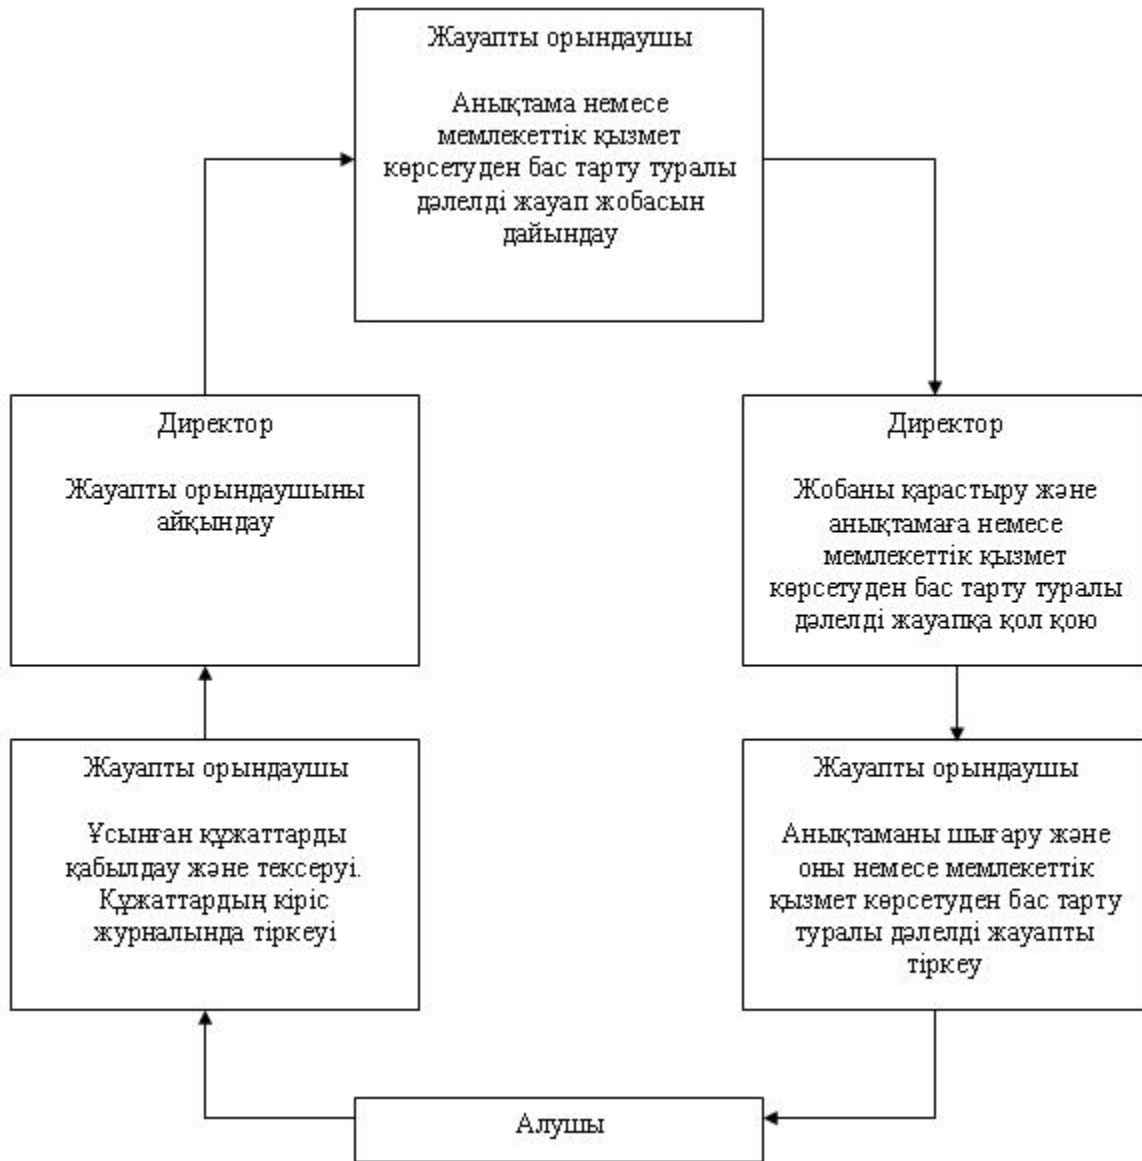 Жауапты орындаушы
Анықтама немесе
мемлекеттік қызмет
көрсетуден бас тарту туралы
дәлелді жауап жобасын
дайындау
Директор
Жауапты орындаушыны
айқындау
Директор
Жобаны қарастыру және
анықтамаға немесе
мемлекеттік қызмет
көрсетуден бас тарту туралы
дәлелді жауапқа қол қою
Жауапты орындаушы
Ұсынған құжаттарды
қабылдау және тексеруі.
Құжаттардың кіріс
журналында тіркеуі
Жауапты орындаушы
Анықтаманы шығару және
оны немесе мемлекеттік
қызмет көрсетуден бас тарту
туралы дәлелді жауапты
тіркеу
Алушы